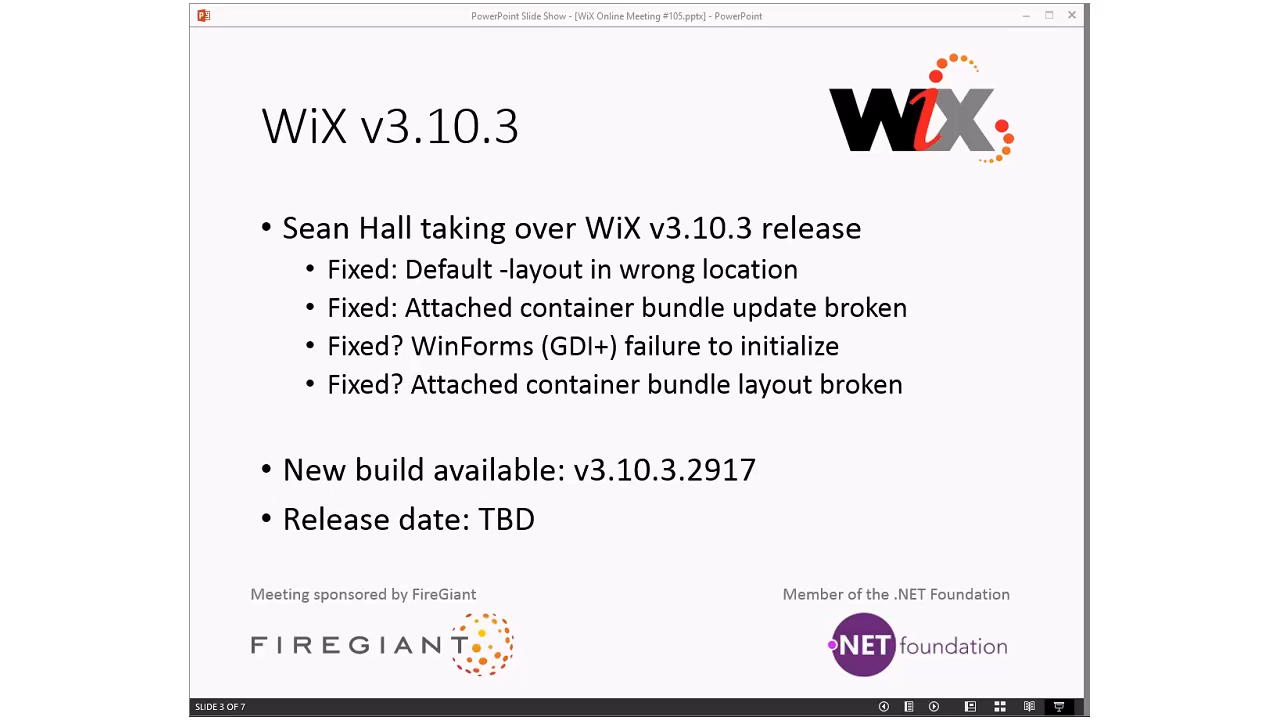 PowerPoint Slide Show - [WiX Online Meeting #105.pptx] - PowerPoint
WiX
WiX v3.10.3
• Sean Hall taking over WiX v3.10.3 release
• Fixed: Default -layout in wrong location
• Fixed: Attached container bundle update broken
• Fixed? WinForms (GDI+) failure to initialize
• Fixed? Attached container bundle layout broken
• New build available: v3.10.3.2917
• Release date: TBD
Meeting sponsored by FireGiant
FIREGIANT
Member of the .NET Foundation
.NET foundation
SLIDE 3 OF 7